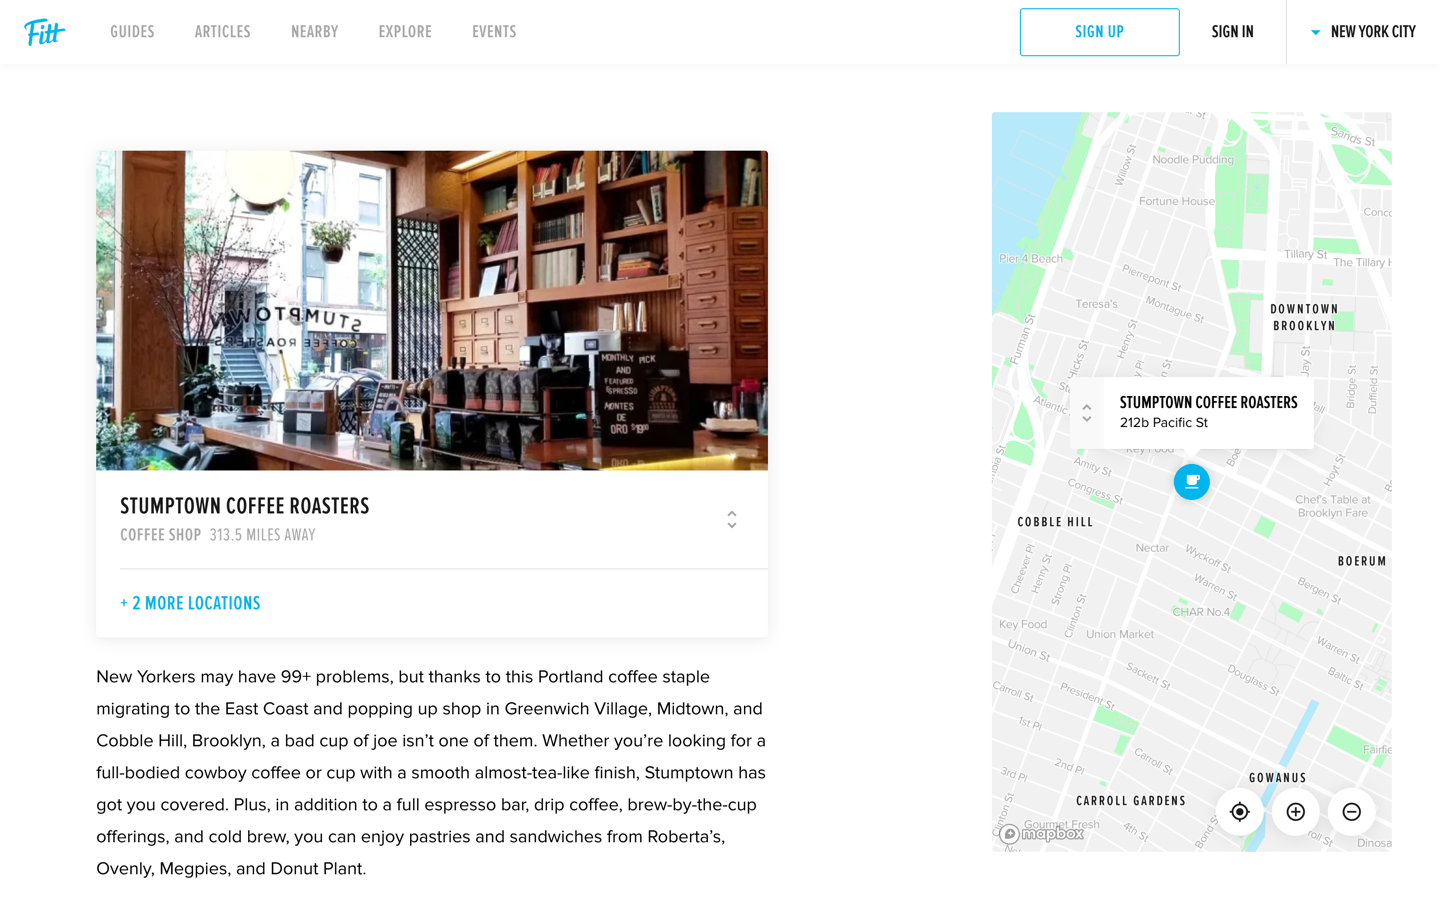 Fitt
GUIDES
ARTICLES
NEARBY
EXPLORE
EVENTS
SIGN UP
SIGN IN
NEW YORK CITY
STUMPTOWN
COFFEE ROASTERS
MONTHLY PICK
AND
FEATURED
ESPRESSO
MONTES
DE
ORO $1900
STUMPTOWN COFFEE ROASTERS
COFFEE SHOP 313.5 MILES AWAY
+ 2 MORE LOCATIONS
New Yorkers may have 99+ problems, but thanks to this Portland coffee staple
migrating to the East Coast and popping up shop in Greenwich Village, Midtown, and
Cobble Hill, Brooklyn, a bad cup of joe isn’t one of them. Whether you’re looking for a
full-bodied cowboy coffee or cup with a smooth almost-tea-like finish, Stumptown has
got you covered. Plus, in addition to a full espresso bar, drip coffee, brew-by-the-cup
offerings, and cold brew, you can enjoy pastries and sandwiches from Roberta’s,
Ovenly, Megpies, and Donut Plant.
Sands St
Willow St
Noodle Pudding
Fortune House
Conc
Pier 4 Beach
Tillary St
The Tillary H
Pierrepont St
Teresa's
Montague St
DOWNTOWN
BROOKLYN
Furman St
Hicks St
Henry St
Jay St
Bridge St
Duffield St
Atlantic
STUMPTOWN COFFEE ROASTERS
212b Pacific St
Key Food
Amity St
Congress St
Hoyt St
Chef's Table at
Brooklyn Fare
COBBLE HILL
Nectar
Wyckoff St
BOERUM
Cheever Pl
Henry St
Strong Pl
Clinton St
Warren St
Bergen St
CHAR No.4
Key Food
Union Market
Warren St
Union St
Sackett St
Douglass St
Baltic St
Carroll St
President St
1st Pl
2nd Pl
3rd Pl
Fairfie
GOWANUS
CARROLL GARDENS
Clinton St
Gourmet Fresh
4th St
Bond S
Carroll St
Dinosa
mapbox